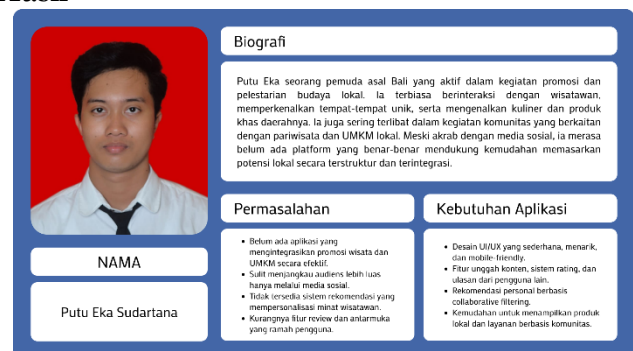 Biografi
Putu Eka seorang pemuda asal Bali yang aktif dalam kegiatan promosi dan
pelestarian budaya lokal. Ia terbiasa berinteraksi dengan wisatawan,
memperkenalkan tempat-tempat unik, serta mengenalkan kuliner dan produk
khas daerahnya. Ia juga sering terlibat dalam kegiatan komunitas yang berkaitan
dengan pariwisata dan UMKM lokal. Meski akrab dengan media sosial, ia merasa
belum ada platform yang benar-benar mendukung kemudahan memasarkan
potensi lokal secara terstruktur dan terintegrasi.
NAMA
Putu Eka Sudartana
Permasalahan
• Belum ada aplikasi yang
mengintegrasikan promosi wisata dan
UMKM secara efektif.
• Sulit menjangkau audiens lebih luas
hanya melalui media sosial.
• Tidak tersedia sistem rekomendasi yang
mempersonalisasi minat wisatawan.
• Kurangnya fitur review dan antarmuka
yang ramah pengguna.
Kebutuhan Aplikasi
• Desain UI/UX yang sederhana, menarik,
dan mobile-friendly.
• Fitur unggah konten, sistem rating, dan
ulasan dari pengguna lain.
• Rekomendasi personal berbasis
collaborative filtering.
• Kemudahan untuk menampilkan produk
lokal dan layanan berbasis komunitas.